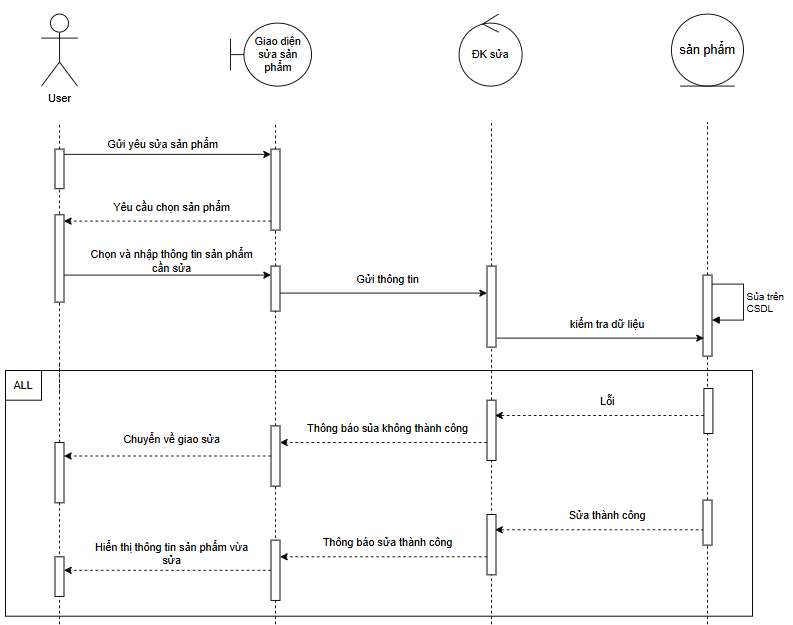 Giao diện
sửa sản
phẩm
ĐK sửa
sản phẩm
User
Gửi yêu sửa sản phẩm
Yêu cầu chọn sản phẩm
Chọn và nhập thông tin sản phẩm
cần sửa
Gửi thông tin
Sủa trên
CSDL
kiểm tra dữ liệu
ALL
Lỗi
Thông báo sủa không thành công
Chuyển về giao sửa
Sửa thành công
Thông báo sửa thành công
Hiển thị thông tin sản phẩm vừa
sửa